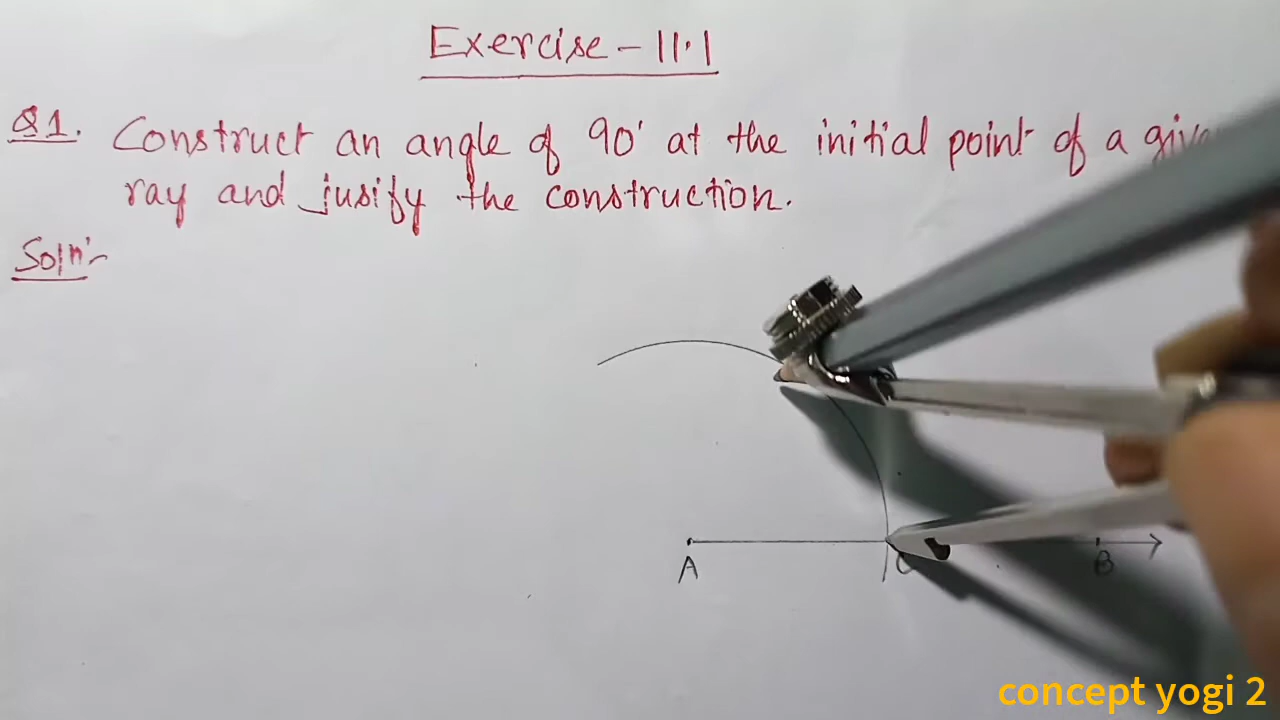 Exercise - 11.1
Q1. Construct an angle of 90° at the initial point of a
ray and jusify the construction.
Soln:-
A
C
B
concept yogi 2